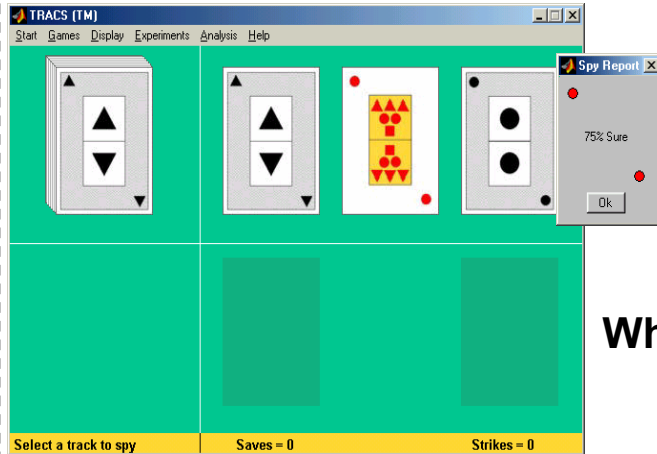 TRACS (TM)
Start Games Display Experiments Analysis Help
Spy Report
75% Sure
Ok
Select a track to spy
Saves = 0
Strikes = 0